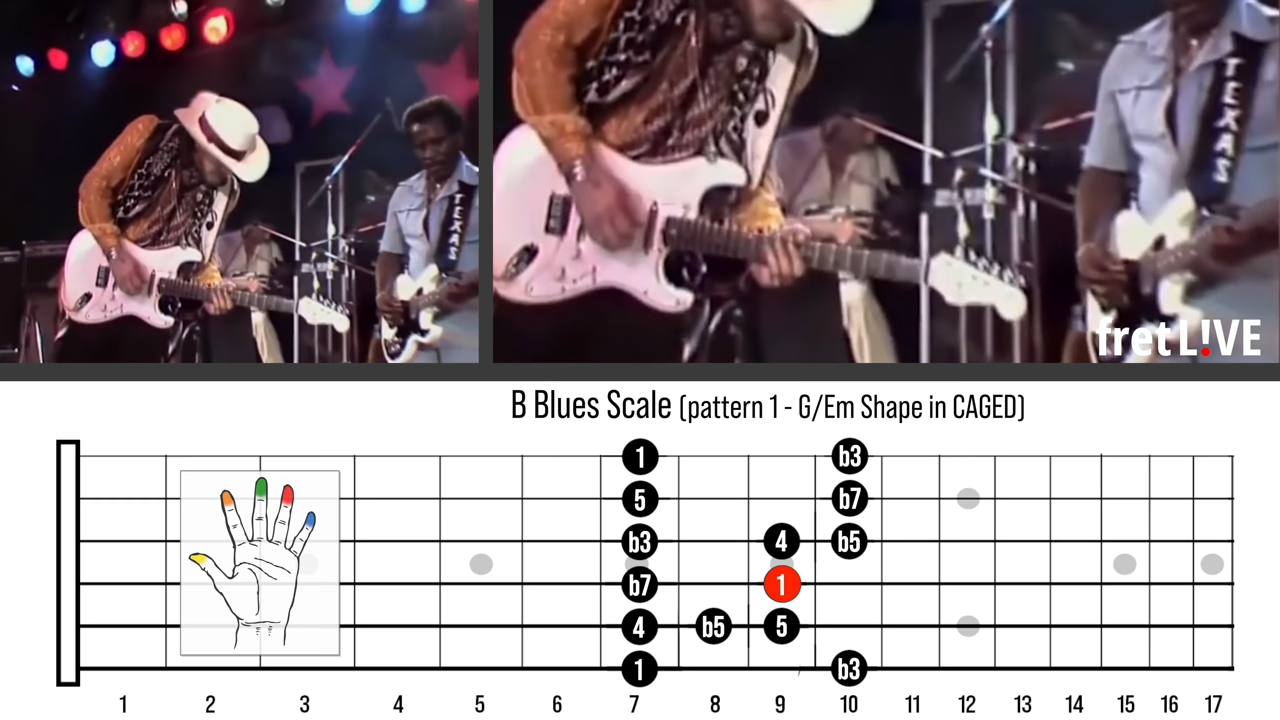 TEXAS
TEXAS
fret L!VE
B Blues Scale (pattern 1 - G/Em Shape in CAGED)
1 b3
5 b7
b3 4 b5
b7 1
4 b5 5
1 b3
1 2 3 4 5 6 7 8 9 10 11 12 13 14 15 16 17